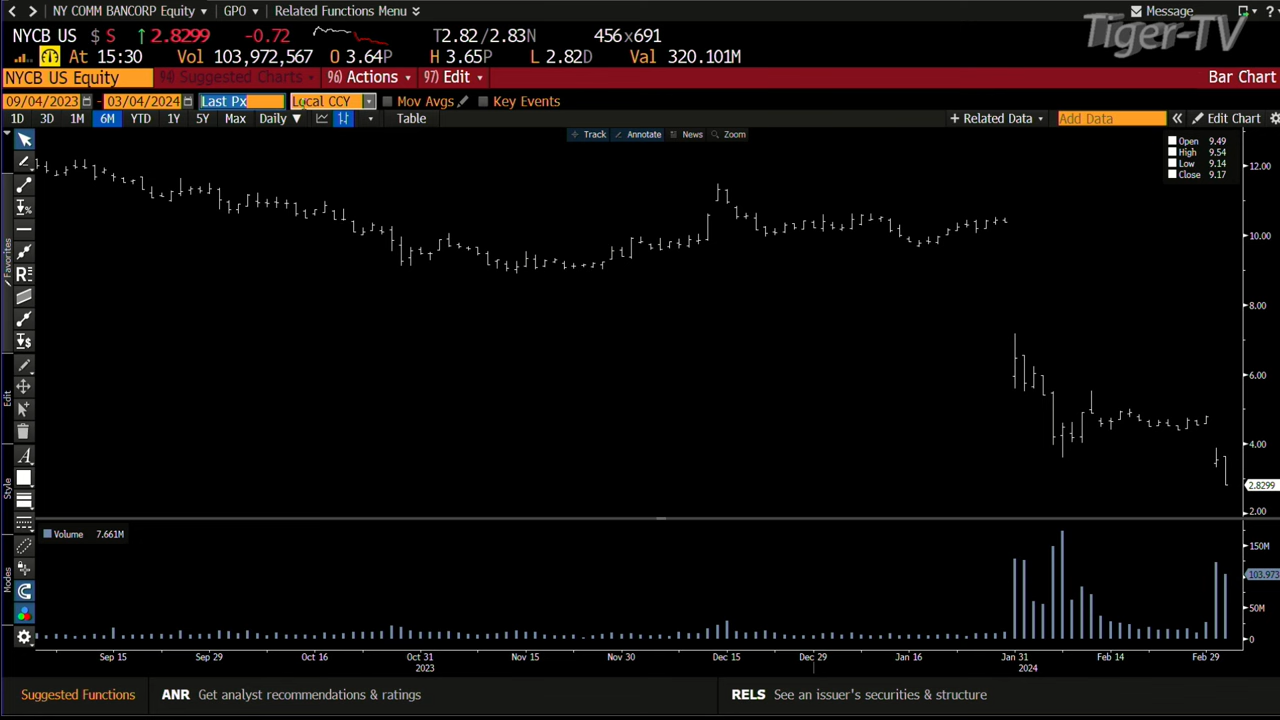 NY COMM BANCORP Equity GPO Related Functions Menu Message ?
Tiger-TV
NYCB US $ S ↑ 2.8299 -0.72 T2.82/2.83N 456x691
At 15:30 Vol 103,972,567 O 3.64P H 3.65P L 2.82D Val 320.101M
NYCB US Equity 94) Suggested Charts 96) Actions 97) Edit Bar Chart
09/04/2023 - 03/04/2024 Last Px Local CCY Mov Avgs Key Events
1D 3D 1M 6M YTD 1Y 5Y Max Daily ▼ Table + Related Data Add Data « Edit Chart
Track Annotate News Zoom
Open 9.49
High 9.54
Low 9.14
Close 9.17
12.00
10.00
8.00
6.00
4.00
2.8299
2.00
Favorites
Edit
Style
Modes
Volume 7.661M
150M
103.973
50M
0
Sep 15 Sep 29 Oct 16 Oct 31 Nov 15 Nov 30 Dec 15 Dec 29 Jan 16 Jan 31 Feb 14 Feb 29
2023 2024
Suggested Functions ANR Get analyst recommendations & ratings RELS See an issuer's securities & structure